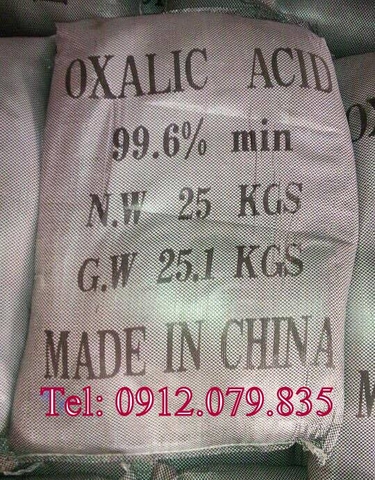 OXALIC ACID
99.6% min
N.W 25 KGS
G.W 25.1 KGS
MADE IN CHINA
Tel: 0912.079.835